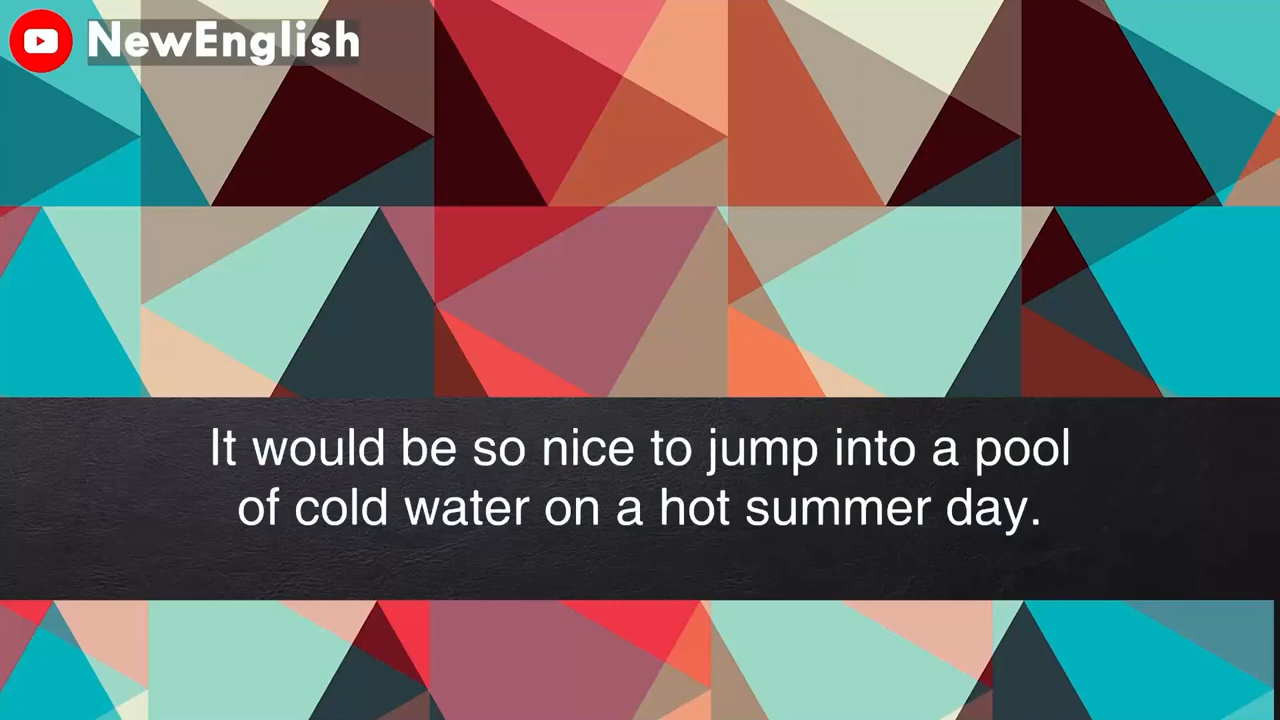 NewEnglish
It would be so nice to jump into a pool
of cold water on a hot summer day.